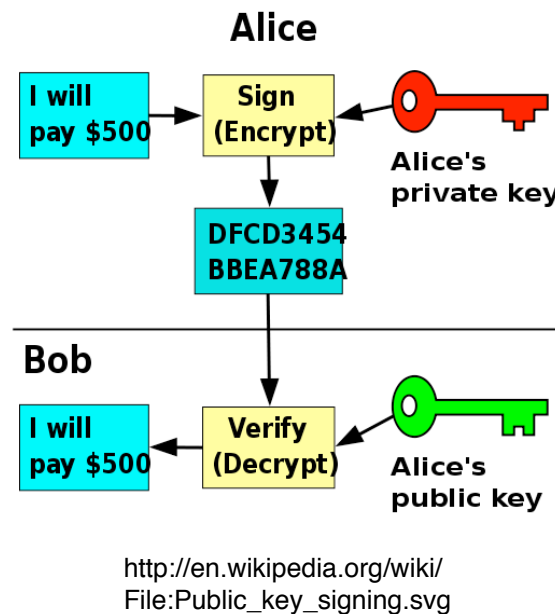 Alice
I will
pay $500
Sign
(Encrypt)
Alice's
private key
DFCD3454
BBEA788A
Bob
I will
pay $500
Verify
(Decrypt)
Alice's
public key
http://en.wikipedia.org/wiki/
File:Public_key_signing.svg